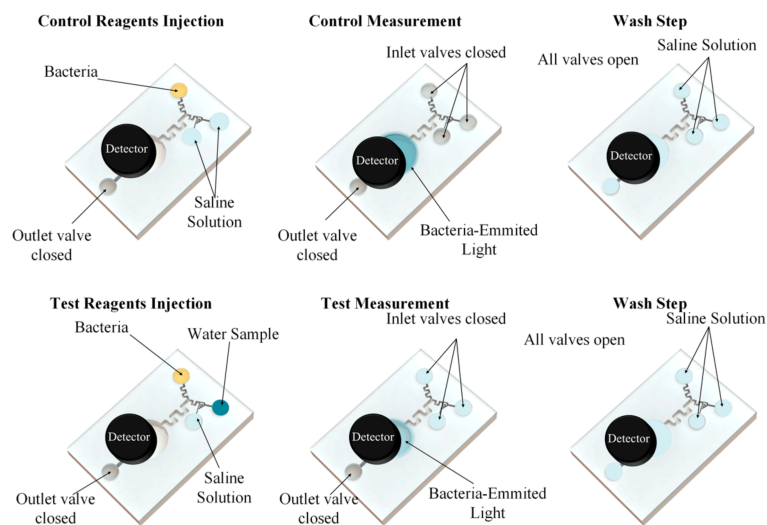 Control Reagents Injection
Control Measurement
Wash Step
Bacteria
Inlet valves closed
Saline Solution
All valves open
Detector
Detector
Detector
Saline
Solution
Outlet valve
closed
Outlet valve
closed
Bacteria-Emmited
Light
Test Reagents Injection
Test Measurement
Wash Step
Bacteria
Water Sample
Inlet valves closed
Saline Solution
All valves open
Detector
Detector
Detector
Saline
Solution
Outlet valve
closed
Outlet valve
closed
Bacteria-Emmited
Light